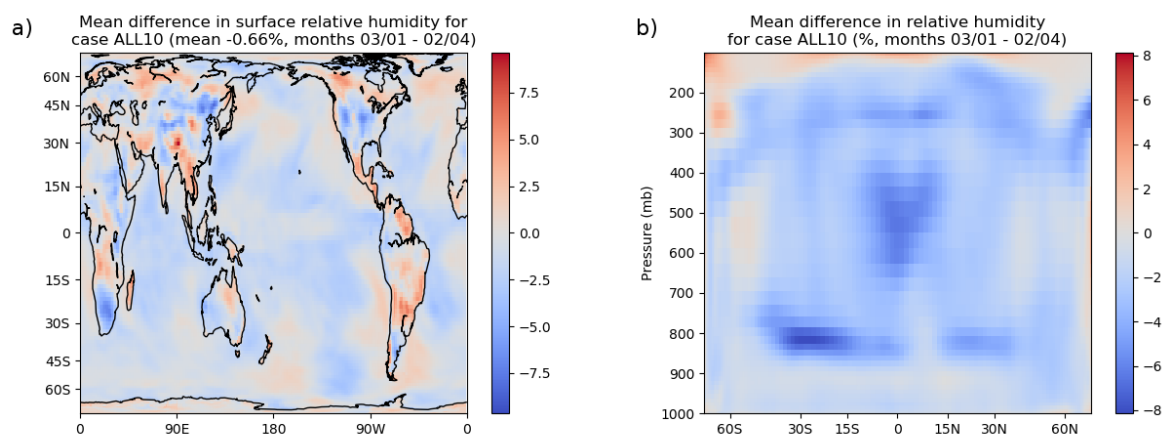 a)
Mean difference in surface relative humidity for
case ALL10 (mean -0.66%, months 03/01 - 02/04)
60N
45N
30N
15N
0
15S
30S
45S
60S
0
90E
180
90W
0
7.5
5.0
2.5
0.0
−2.5
−5.0
−7.5
b)
Mean difference in relative humidity
for case ALL10 (%, months 03/01 - 02/04)
Pressure (mb)
200
300
400
500
600
700
800
900
1000
60S
30S
15S
0
15N
30N
60N
8
6
4
2
0
−2
−4
−6
−8